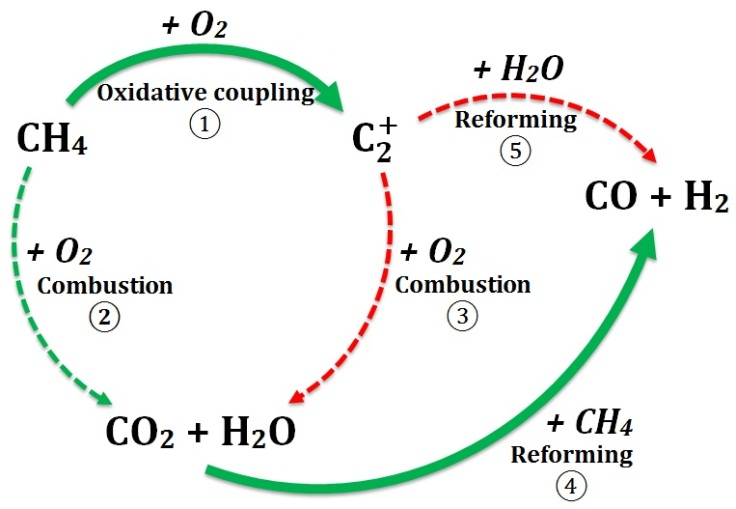 + O₂
Oxidative coupling
①
CH₄
C₂⁺
+ H₂O
Reforming
⑤
CO + H₂
+ O₂
Combustion
②
+ O₂
Combustion
③
CO₂ + H₂O
+ CH₄
Reforming
④